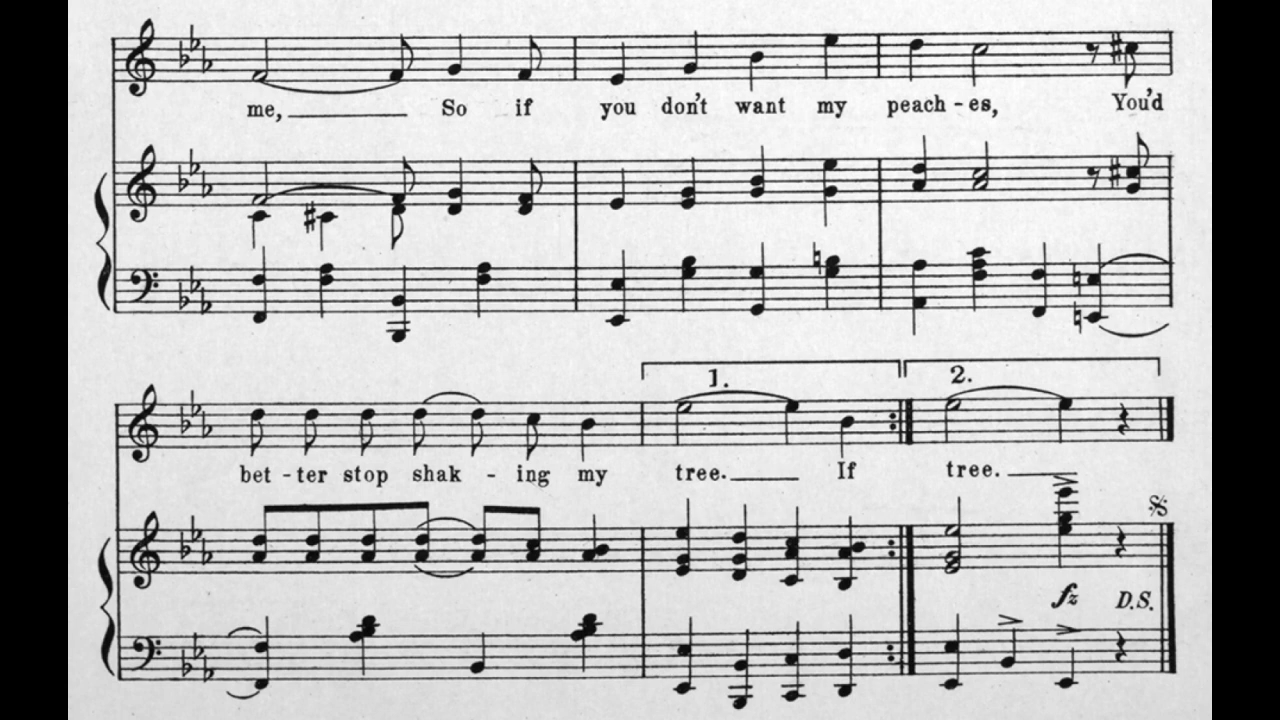 me, So if you don't want my peach - es, You'd
1. 2.
bet - ter stop shak - ing my tree. If tree.
fz D.S.